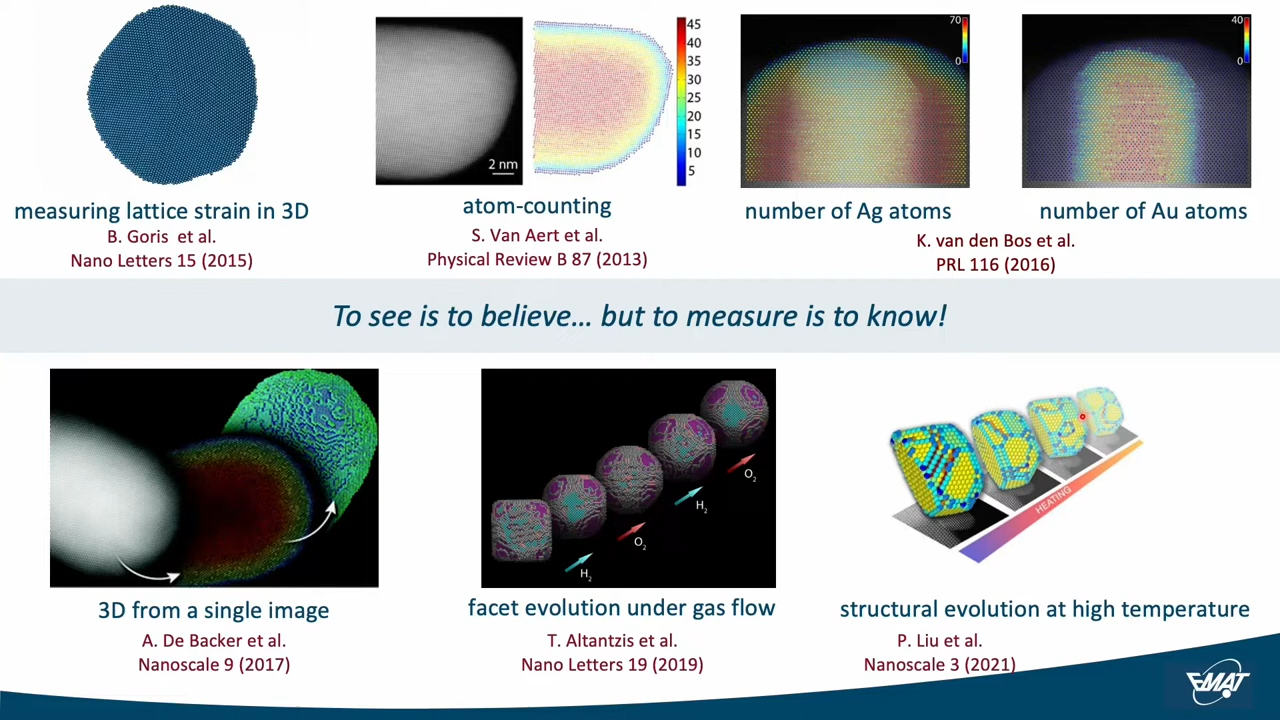 measuring lattice strain in 3D
B. Goris et al.
Nano Letters 15 (2015)
2 nm
45
40
35
30
25
20
15
10
5
atom-counting
S. Van Aert et al.
Physical Review B 87 (2013)
70
0
number of Ag atoms
40
0
number of Au atoms
K. van den Bos et al.
PRL 116 (2016)
To see is to believe… but to measure is to know!
3D from a single image
A. De Backer et al.
Nanoscale 9 (2017)
H2
O2
H2
O2
facet evolution under gas flow
T. Altantzis et al.
Nano Letters 19 (2019)
HEATING
structural evolution at high temperature
P. Liu et al.
Nanoscale 3 (2021)
EMAT